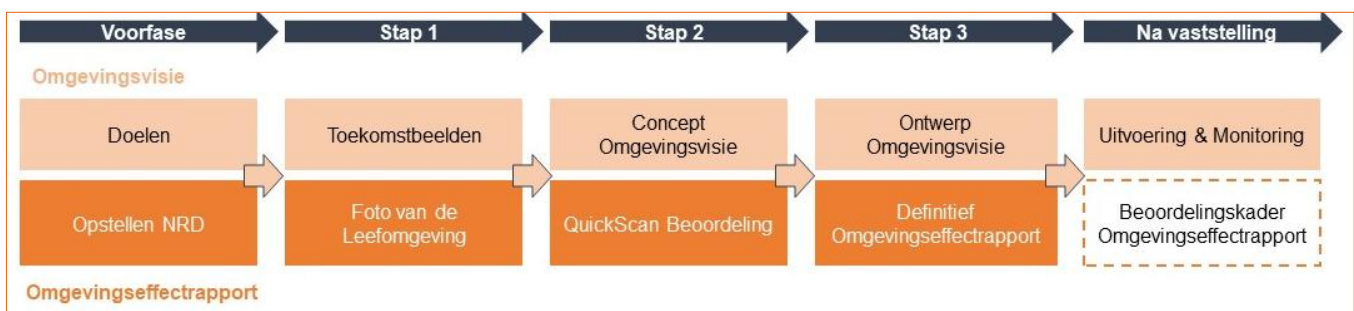 Voorfase
Stap 1
Stap 2
Stap 3
Na vaststelling
Omgevingsvisie
Doelen
Toekomstbeelden
Concept
Omgevingsvisie
Ontwerp
Omgevingsvisie
Uitvoering & Monitoring
Opstellen NRD
Foto van de
Leefomgeving
QuickScan Beoordeling
Definitief
Omgevingseffectrapport
Beoordelingskader
Omgevingseffectrapport
Omgevingseffectrapport